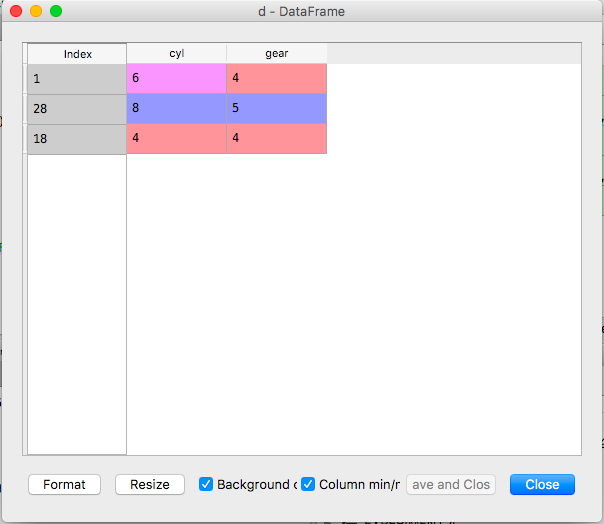 d - DataFrame
Index cyl gear
1 6 4
28 8 5
18 4 4
Format Resize Background c Column min/r ave and Clos Close